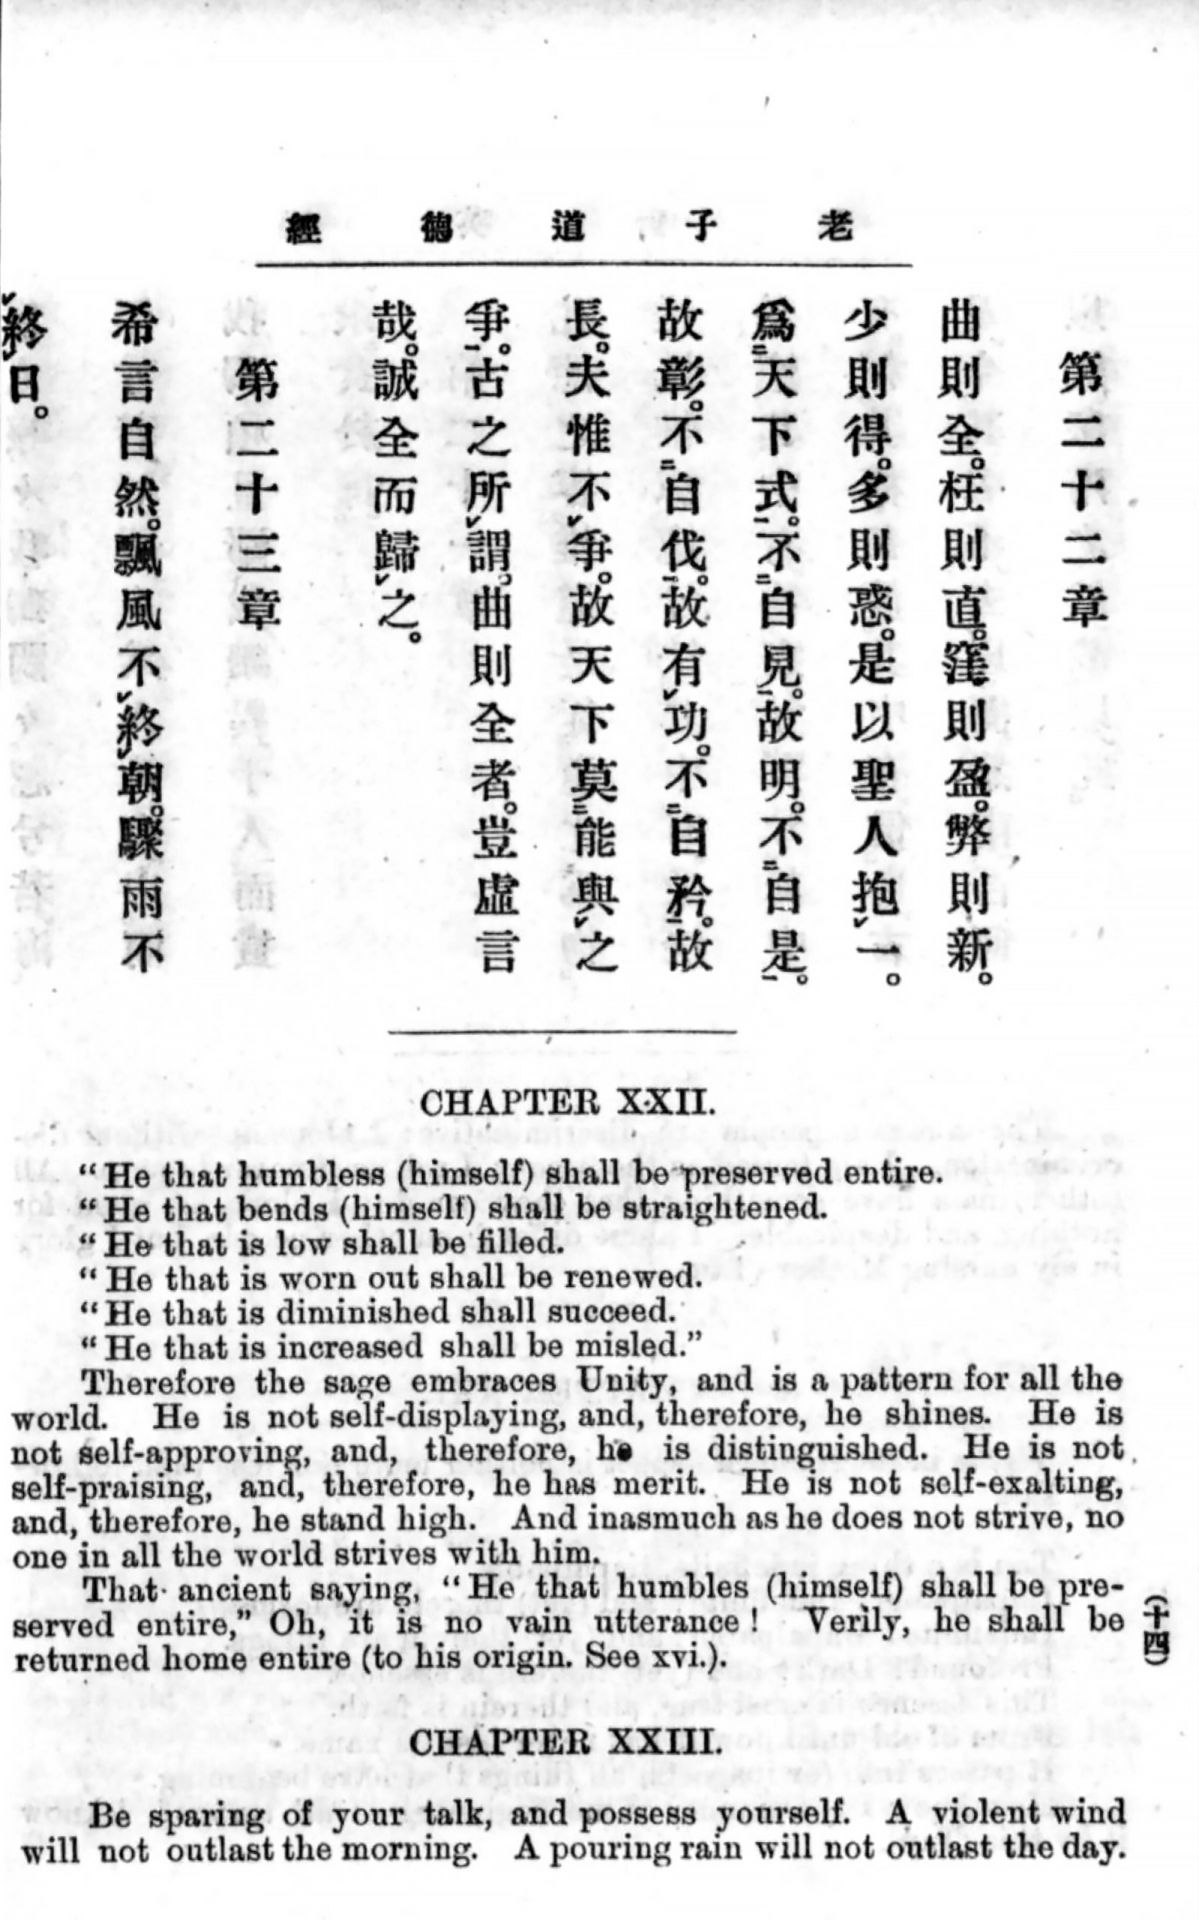 老子道德經
第二十二章
曲則全。枉則直。窪則盈。弊則新。
少則得。多則惑。是以聖人抱一。
爲天下式。不自見。故明。不自是。
故彰。不自伐。故有功。不自矜。故
長。夫惟不爭。故天下莫能與之
爭。古之所謂。曲則全者。豈虛言
哉。誠全而歸之。
第二十三章
希言自然。飄風不終朝。驟雨不
終日。
CHAPTER XXII.
“He that humbless (himself) shall be preserved entire.
“He that bends (himself) shall be straightened.
“He that is low shall be filled.
“He that is worn out shall be renewed.
“He that is diminished shall succeed.
“He that is increased shall be misled.”
Therefore the sage embraces Unity, and is a pattern for all the
world. He is not self-displaying, and, therefore, he shines. He is
not self-approving, and, therefore, he is distinguished. He is not
self-praising, and, therefore, he has merit. He is not self-exalting,
and, therefore, he stand high. And inasmuch as he does not strive, no
one in all the world strives with him.
That ancient saying, “He that humbles (himself) shall be pre-
served entire,” Oh, it is no vain utterance! Verily, he shall be
returned home entire (to his origin. See xvi.).
(十四)
CHAPTER XXIII.
Be sparing of your talk, and possess yourself. A violent wind
will not outlast the morning. A pouring rain will not outlast the day.